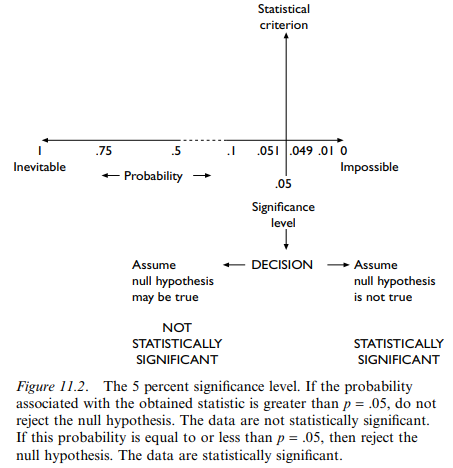 Statistical
criterion
1 .75 .5 .1 .051 .049 .01 0
Inevitable Impossible
Probability
.05
Significance
level
Assume DECISION Assume
null hypothesis null hypothesis
may be true is not true
NOT
STATISTICALLY STATISTICALLY
SIGNIFICANT SIGNIFICANT
Figure 11.2. The 5 percent significance level. If the probability
associated with the obtained statistic is greater than p = .05, do not
reject the null hypothesis. The data are not statistically significant.
If this probability is equal to or less than p = .05, then reject the
null hypothesis. The data are statistically significant.